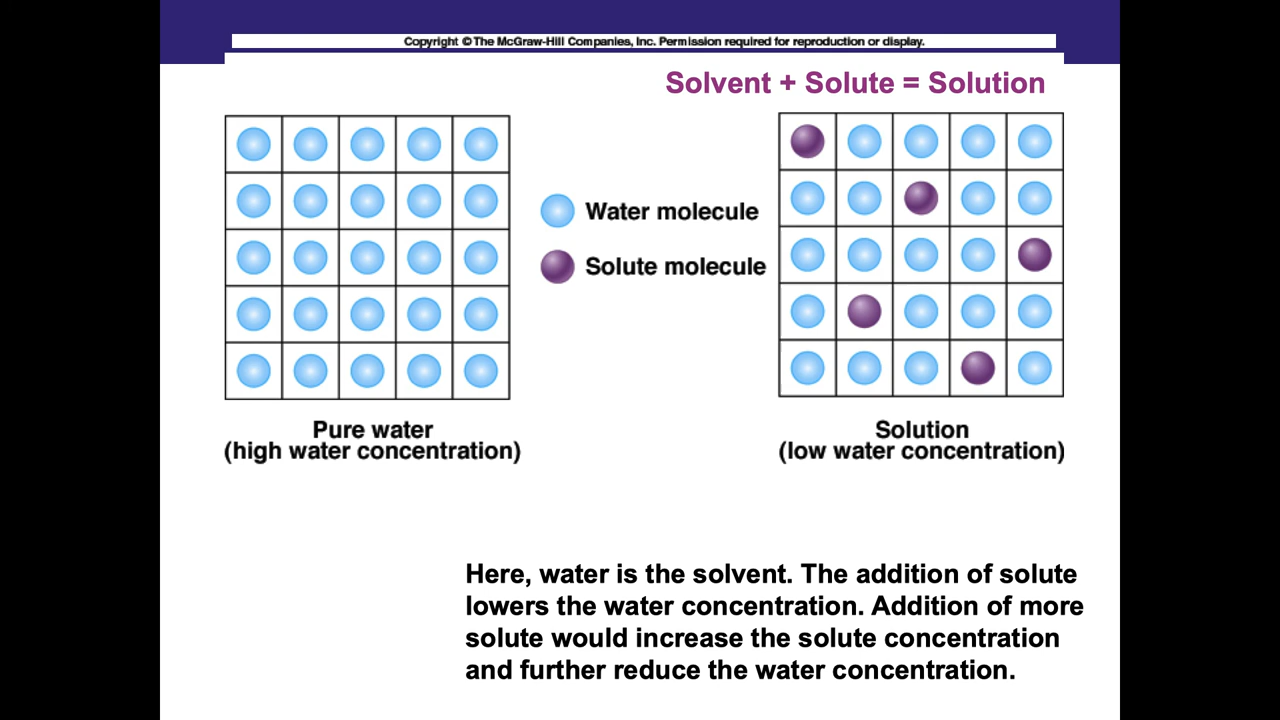 Copyright © The McGraw-Hill Companies, Inc. Permission required for reproduction or display.
Solvent + Solute = Solution
Water molecule
Solute molecule
Pure water
(high water concentration)
Solution
(low water concentration)
Here, water is the solvent. The addition of solute
lowers the water concentration. Addition of more
solute would increase the solute concentration
and further reduce the water concentration.